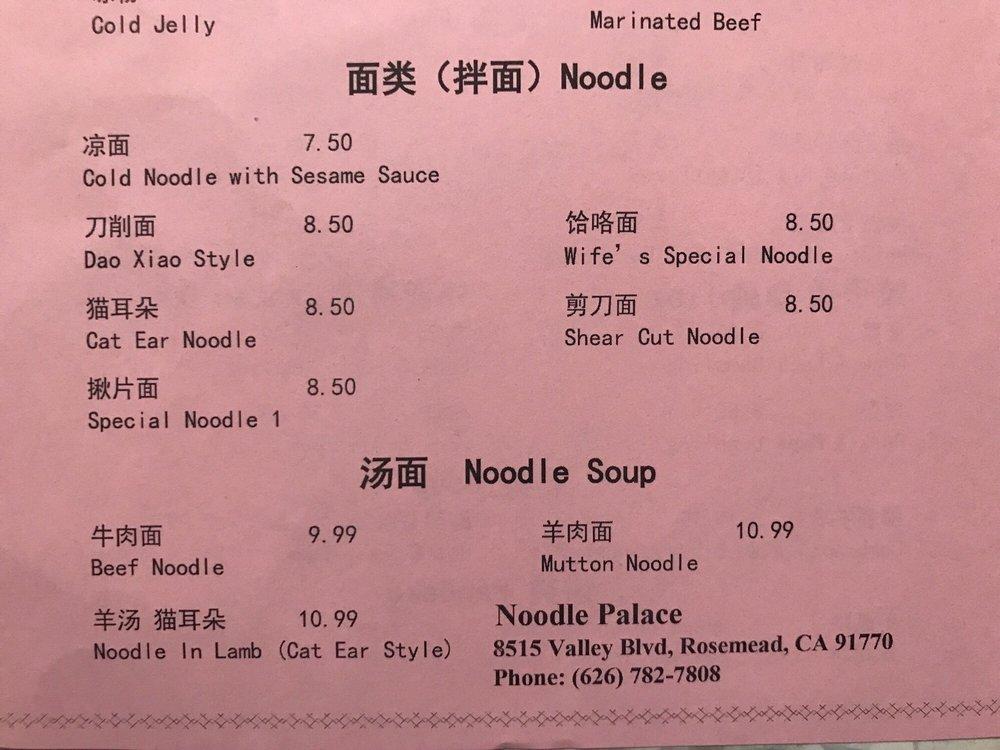 Cold Jelly
Marinated Beef
面类（拌面）Noodle
凉面 7.50
Cold Noodle with Sesame Sauce
刀削面 8.50
Dao Xiao Style
饸咯面 8.50
Wife's Special Noodle
猫耳朵 8.50
Cat Ear Noodle
剪刀面 8.50
Shear Cut Noodle
揪片面 8.50
Special Noodle 1
汤面 Noodle Soup
牛肉面 9.99
Beef Noodle
羊肉面 10.99
Mutton Noodle
羊汤 猫耳朵 10.99
Noodle In Lamb (Cat Ear Style)
Noodle Palace
8515 Valley Blvd, Rosemead, CA 91770
Phone: (626) 782-7808